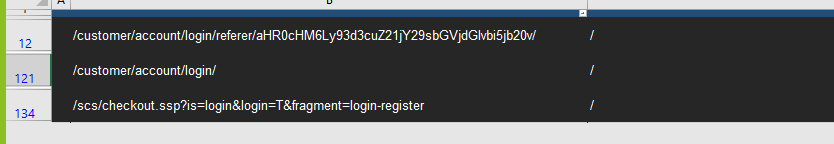 A B
12 /customer/account/login/referer/aHR0cHM6Ly93d3cuZ21jY29sbGVjdGlvbi5jb20v/ /
121 /customer/account/login/ /
134 /scs/checkout.ssp?is=login&login=T&fragment=login-register /